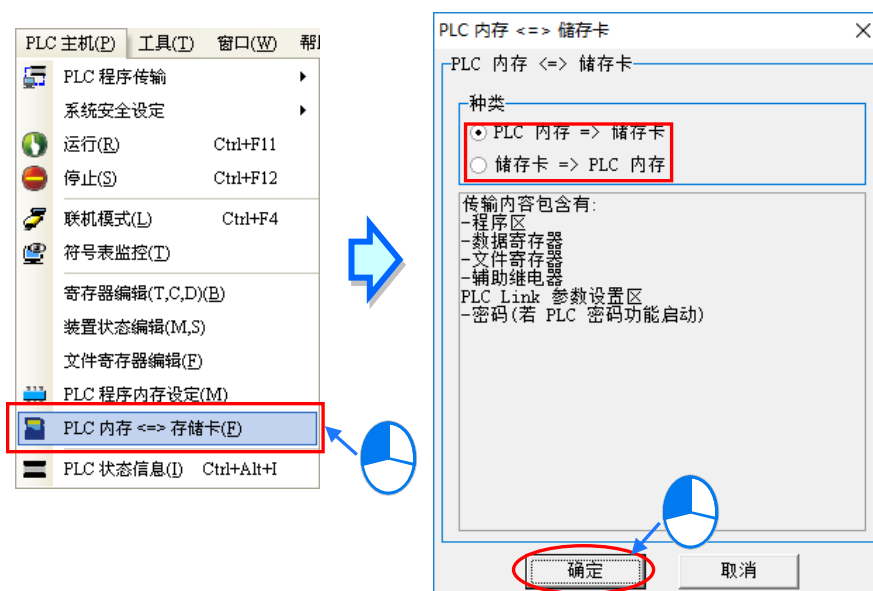 PLC 主机(P) 工具(T) 窗口(W)
PLC 程序传输
系统安全设定
运行(R) Ctrl+F11
停止(S) Ctrl+F12
联机模式(L) Ctrl+F4
符号表监控(T)
寄存器编辑(T,C,D)(B)
装置状态编辑(M,S)
文件寄存器编辑(F)
PLC 程序内存设定(M)
PLC 内存 <=> 存储卡(F)
PLC 状态信息(I) Ctrl+Alt+I
PLC 内存 <=> 储存卡
PLC 内存 <=> 储存卡
种类
PLC 内存 => 储存卡
储存卡 => PLC 内存
传输内容包含有:
-程序区
-数据寄存器
-文件寄存器
-辅助继电器
PLC Link 参数设置区
-密码(若 PLC 密码功能启动)
确定 取消